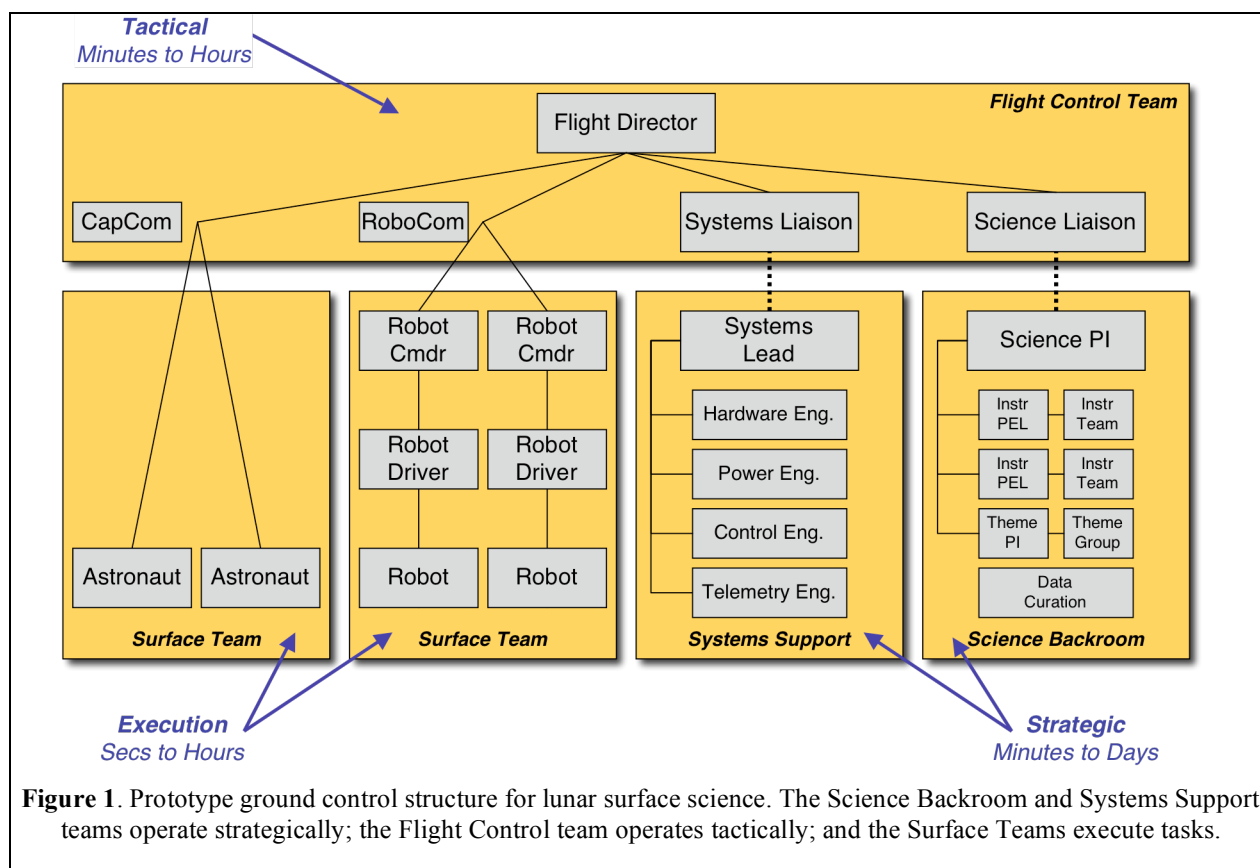 Tactical
Minutes to Hours
Flight Control Team
Flight Director
CapCom
RoboCom
Systems Liaison
Science Liaison
Robot
Cmdr
Robot
Cmdr
Robot
Driver
Robot
Driver
Astronaut
Astronaut
Robot
Robot
Surface Team
Surface Team
Systems
Lead
Hardware Eng.
Power Eng.
Control Eng.
Telemetry Eng.
Systems Support
Science PI
Instr
PEL
Instr
Team
Instr
PEL
Instr
Team
Theme
PI
Theme
Group
Data
Curation
Science Backroom
Execution
Secs to Hours
Strategic
Minutes to Days
Figure 1. Prototype ground control structure for lunar surface science. The Science Backroom and Systems Support
teams operate strategically; the Flight Control team operates tactically; and the Surface Teams execute tasks.